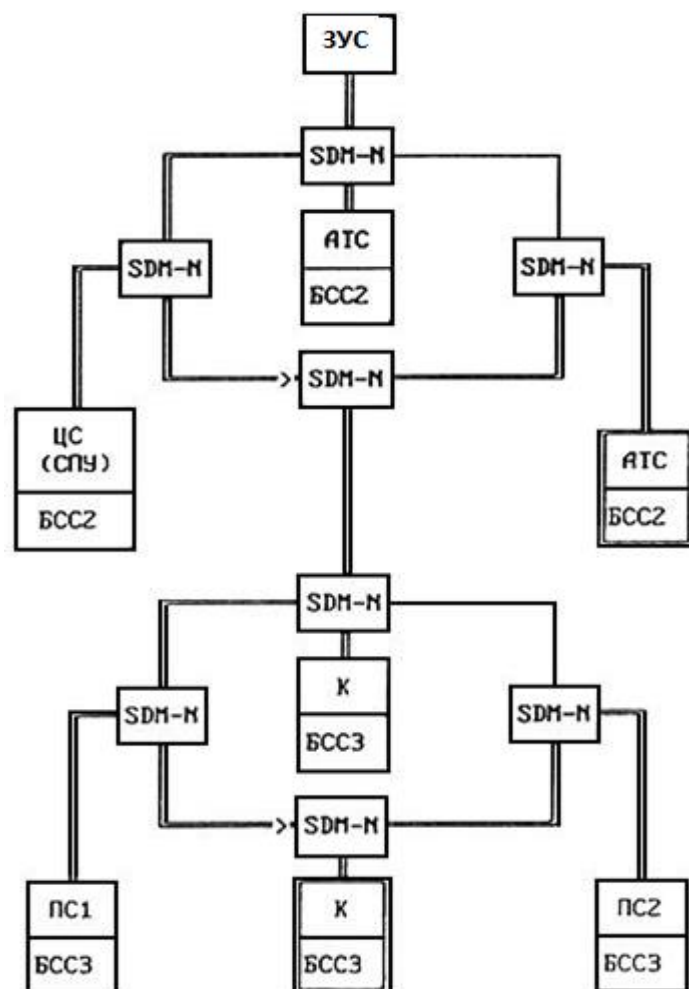 ЗУС
SDM-N
АТС
БСС2
SDM-N
SDM-N
SDM-N
ЦС
(СПУ)
БСС2
АТС
БСС2
SDM-N
К
БСС3
SDM-N
SDM-N
SDM-N
ПС1
БСС3
К
БСС3
ПС2
БСС3